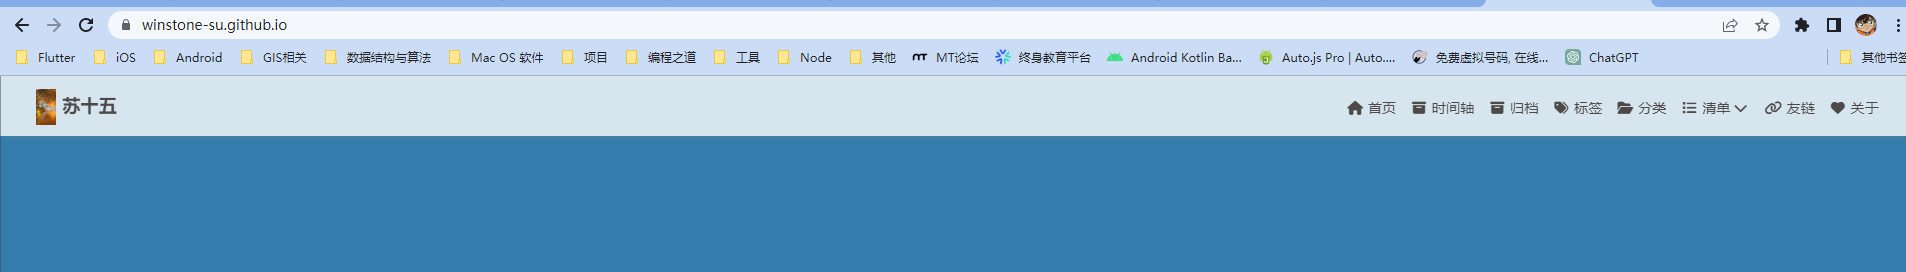 winstone-su.github.io
Flutter iOS Android GIS相关 数据结构与算法 Mac OS 软件 项目 编程之道 工具 Node 其他 MT论坛 终身教育平台 Android Kotlin Ba... Auto.js Pro | Auto.... 免费虚拟号码, 在线... ChatGPT 其他书签
苏十五 首页 时间轴 归档 标签 分类 清单 友链 关于